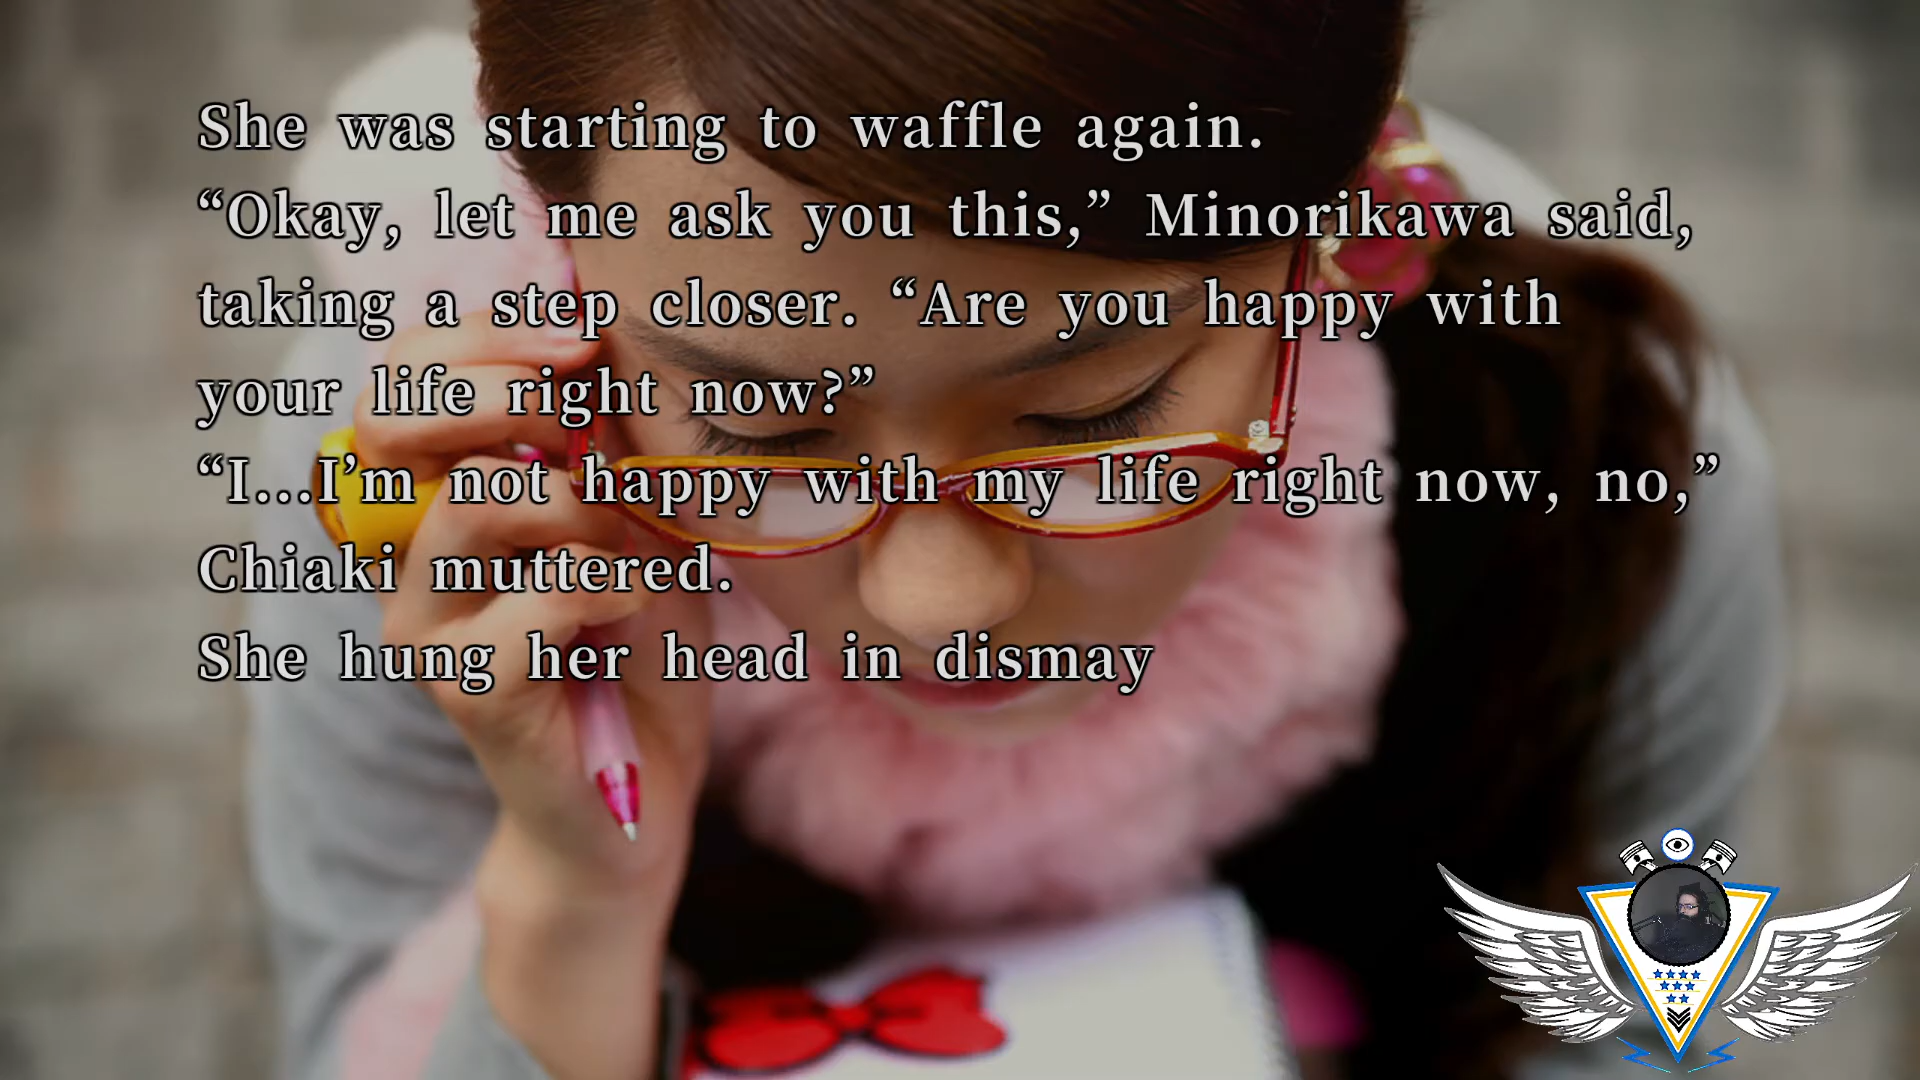 She was starting to waffle again.
“Okay, let me ask you this,” Minorikawa said,
taking a step closer. “Are you happy with
your life right now?”
“I...I’m not happy with my life right now, no,”
Chiaki muttered.
She hung her head in dismay